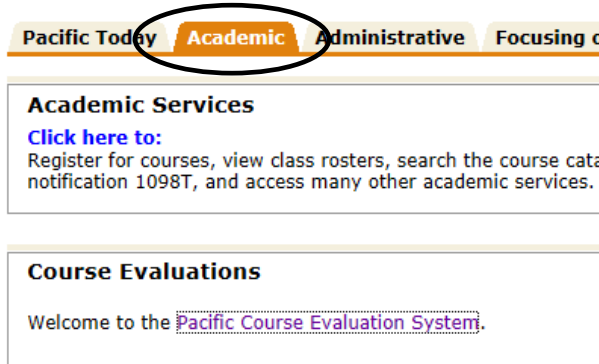 Pacific Today Academic Administrative Focusing
Academic Services
Click here to:
Register for courses, view class rosters, search the course
notification 1098T, and access many other academic services.
Course Evaluations
Welcome to the Pacific Course Evaluation System.